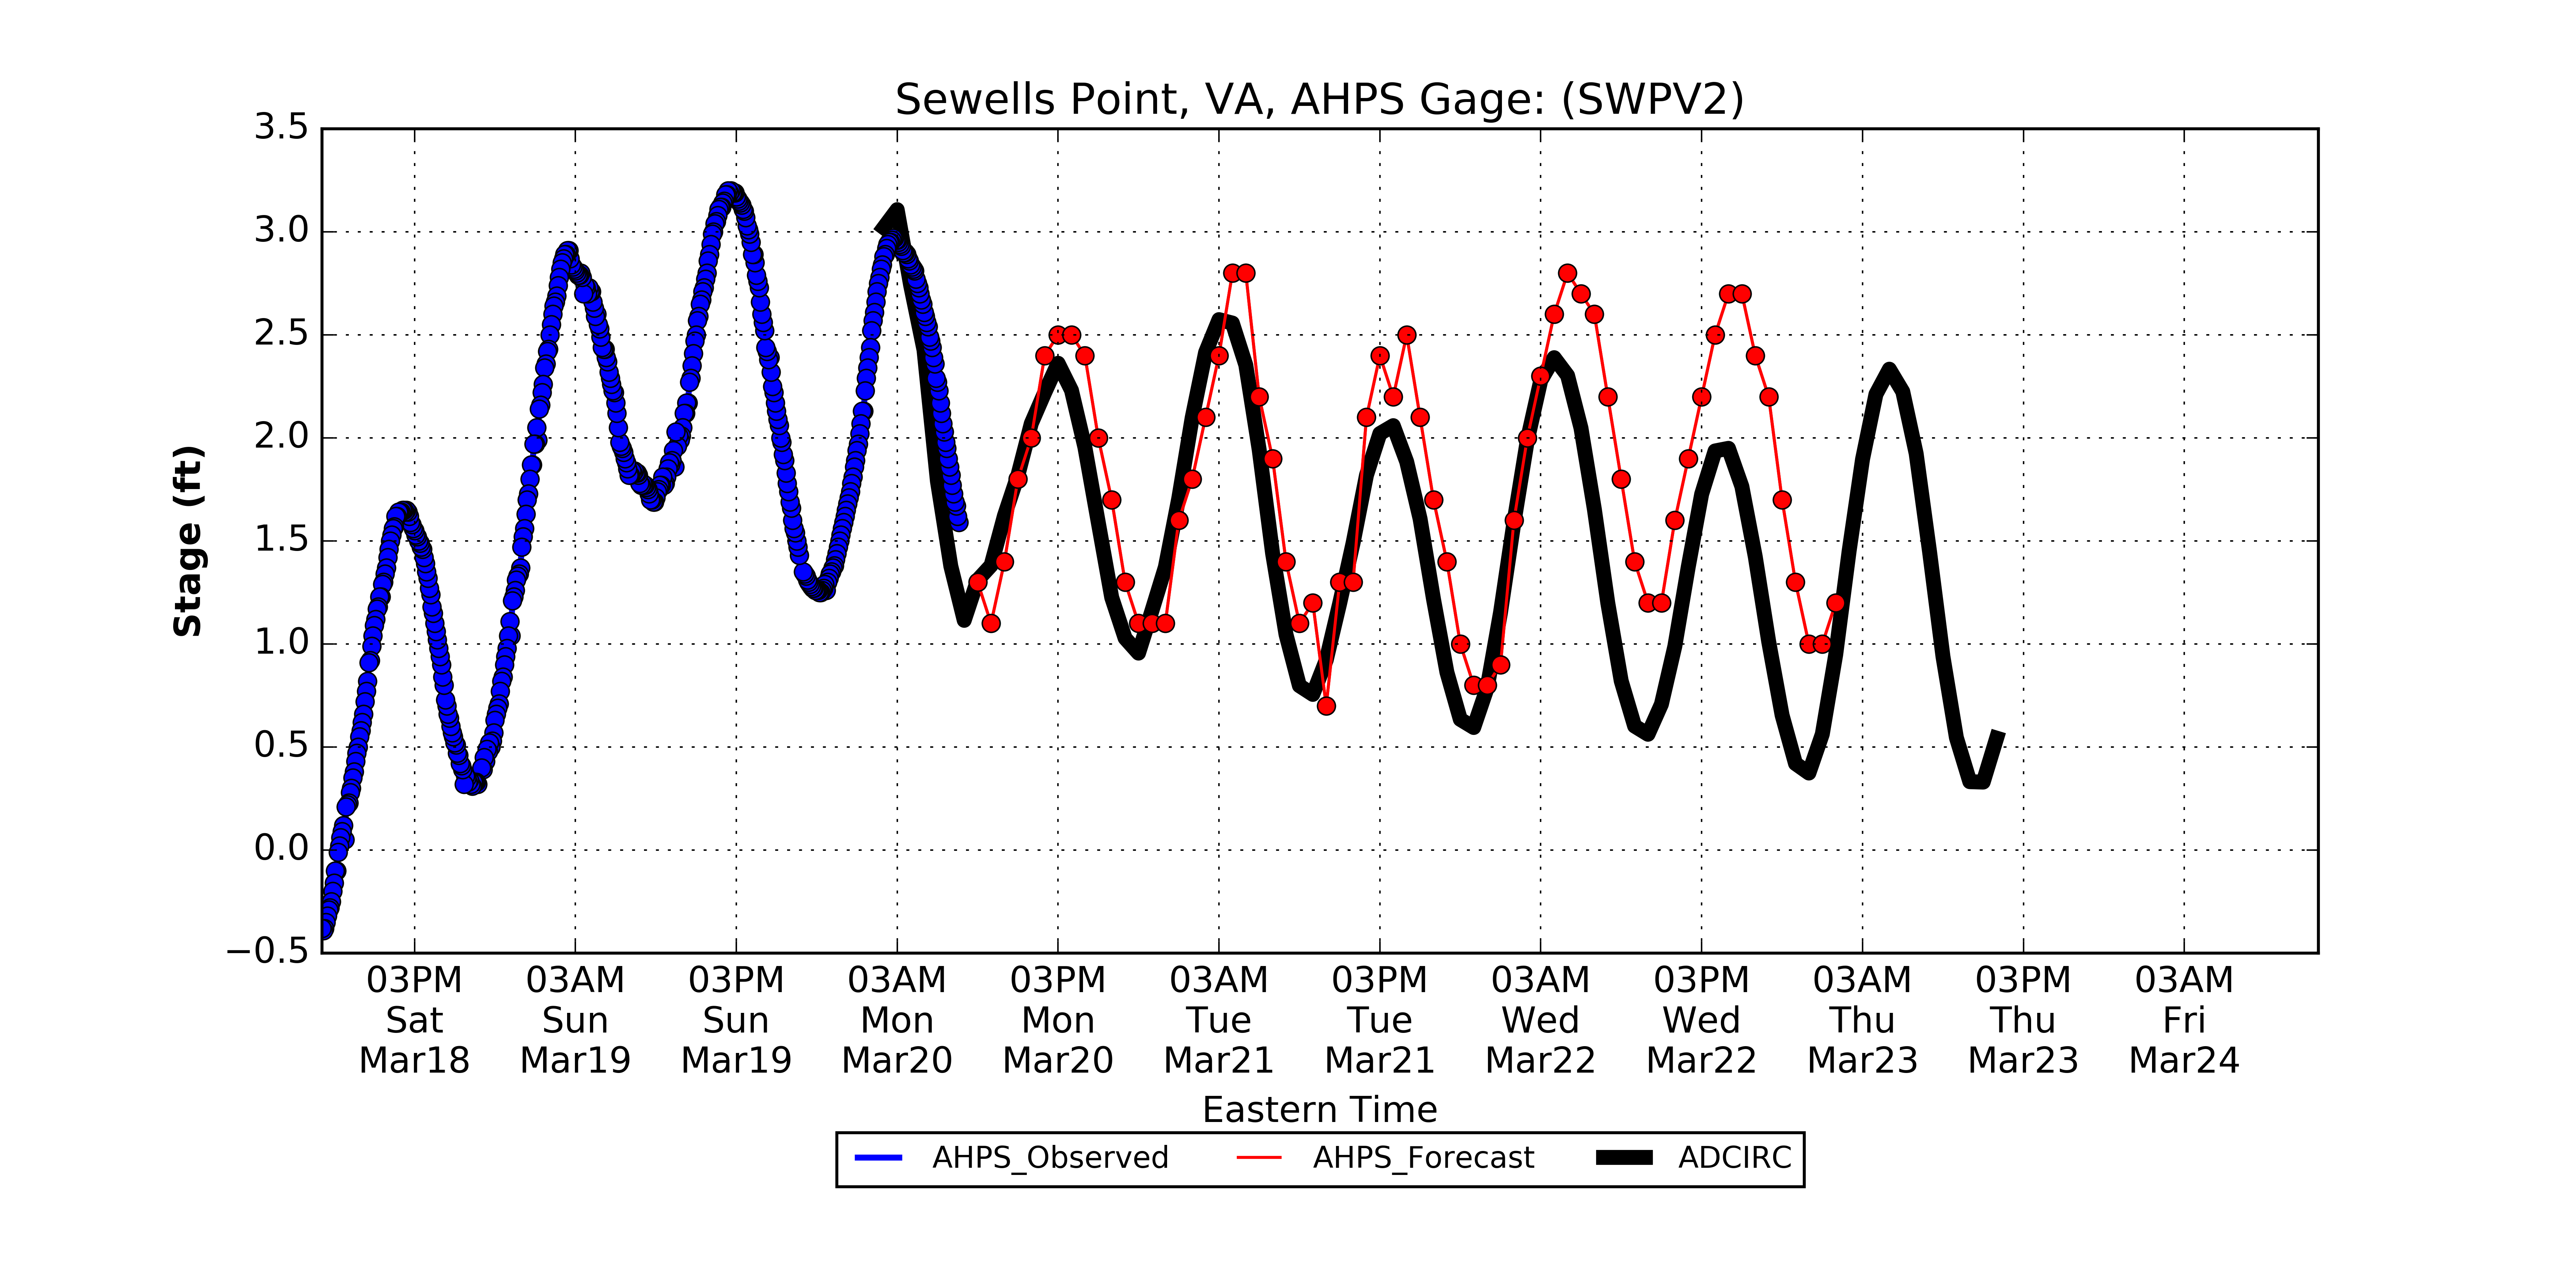 Sewells Point, VA, AHPS Gage: (SWPV2)
3.5
3.0
2.5
2.0
1.5
1.0
0.5
0.0
−0.5
Stage (ft)
03PM 03AM 03PM 03AM 03PM 03AM 03PM 03AM 03PM 03AM 03PM 03AM
Sat Sun Sun Mon Mon Tue Tue Wed Wed Thu Thu Fri
Mar18 Mar19 Mar19 Mar20 Mar20 Mar21 Mar21 Mar22 Mar22 Mar23 Mar23 Mar24
Eastern Time
AHPS_Observed AHPS_Forecast ADCIRC